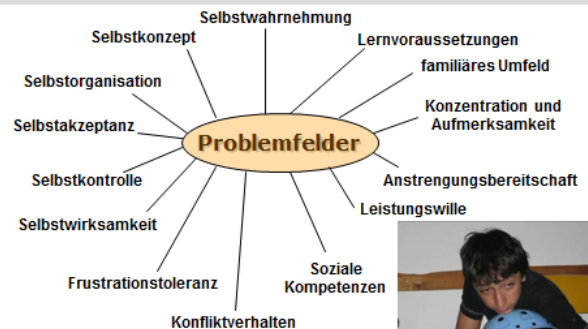 Selbstwahrnehmung
Selbstkonzept
Lernvoraussetzungen
familiäres Umfeld
Selbstorganisation
Konzentration und
Aufmerksamkeit
Selbstakzeptanz
Problemfelder
Selbstkontrolle
Anstrengungsbereitschaft
Leistungswille
Selbstwirksamkeit
Frustrationstoleranz
Soziale
Kompetenzen
Konfliktverhalten